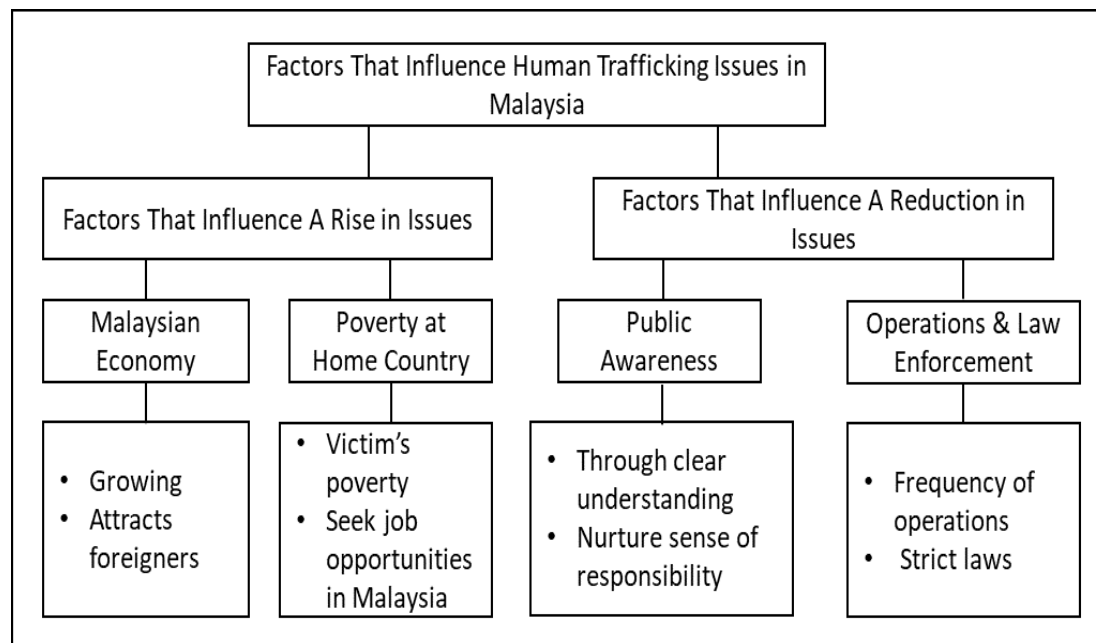 Factors That Influence Human Trafficking Issues in
Malaysia
Factors That Influence A Rise in Issues
Factors That Influence A Reduction in
Issues
Malaysian
Economy
Poverty at
Home Country
Public
Awareness
Operations & Law
Enforcement
• Growing
• Attracts
foreigners
• Victim's
poverty
• Seek job
opportunities
in Malaysia
• Through clear
understanding
• Nurture sense of
responsibility
• Frequency of
operations
• Strict laws